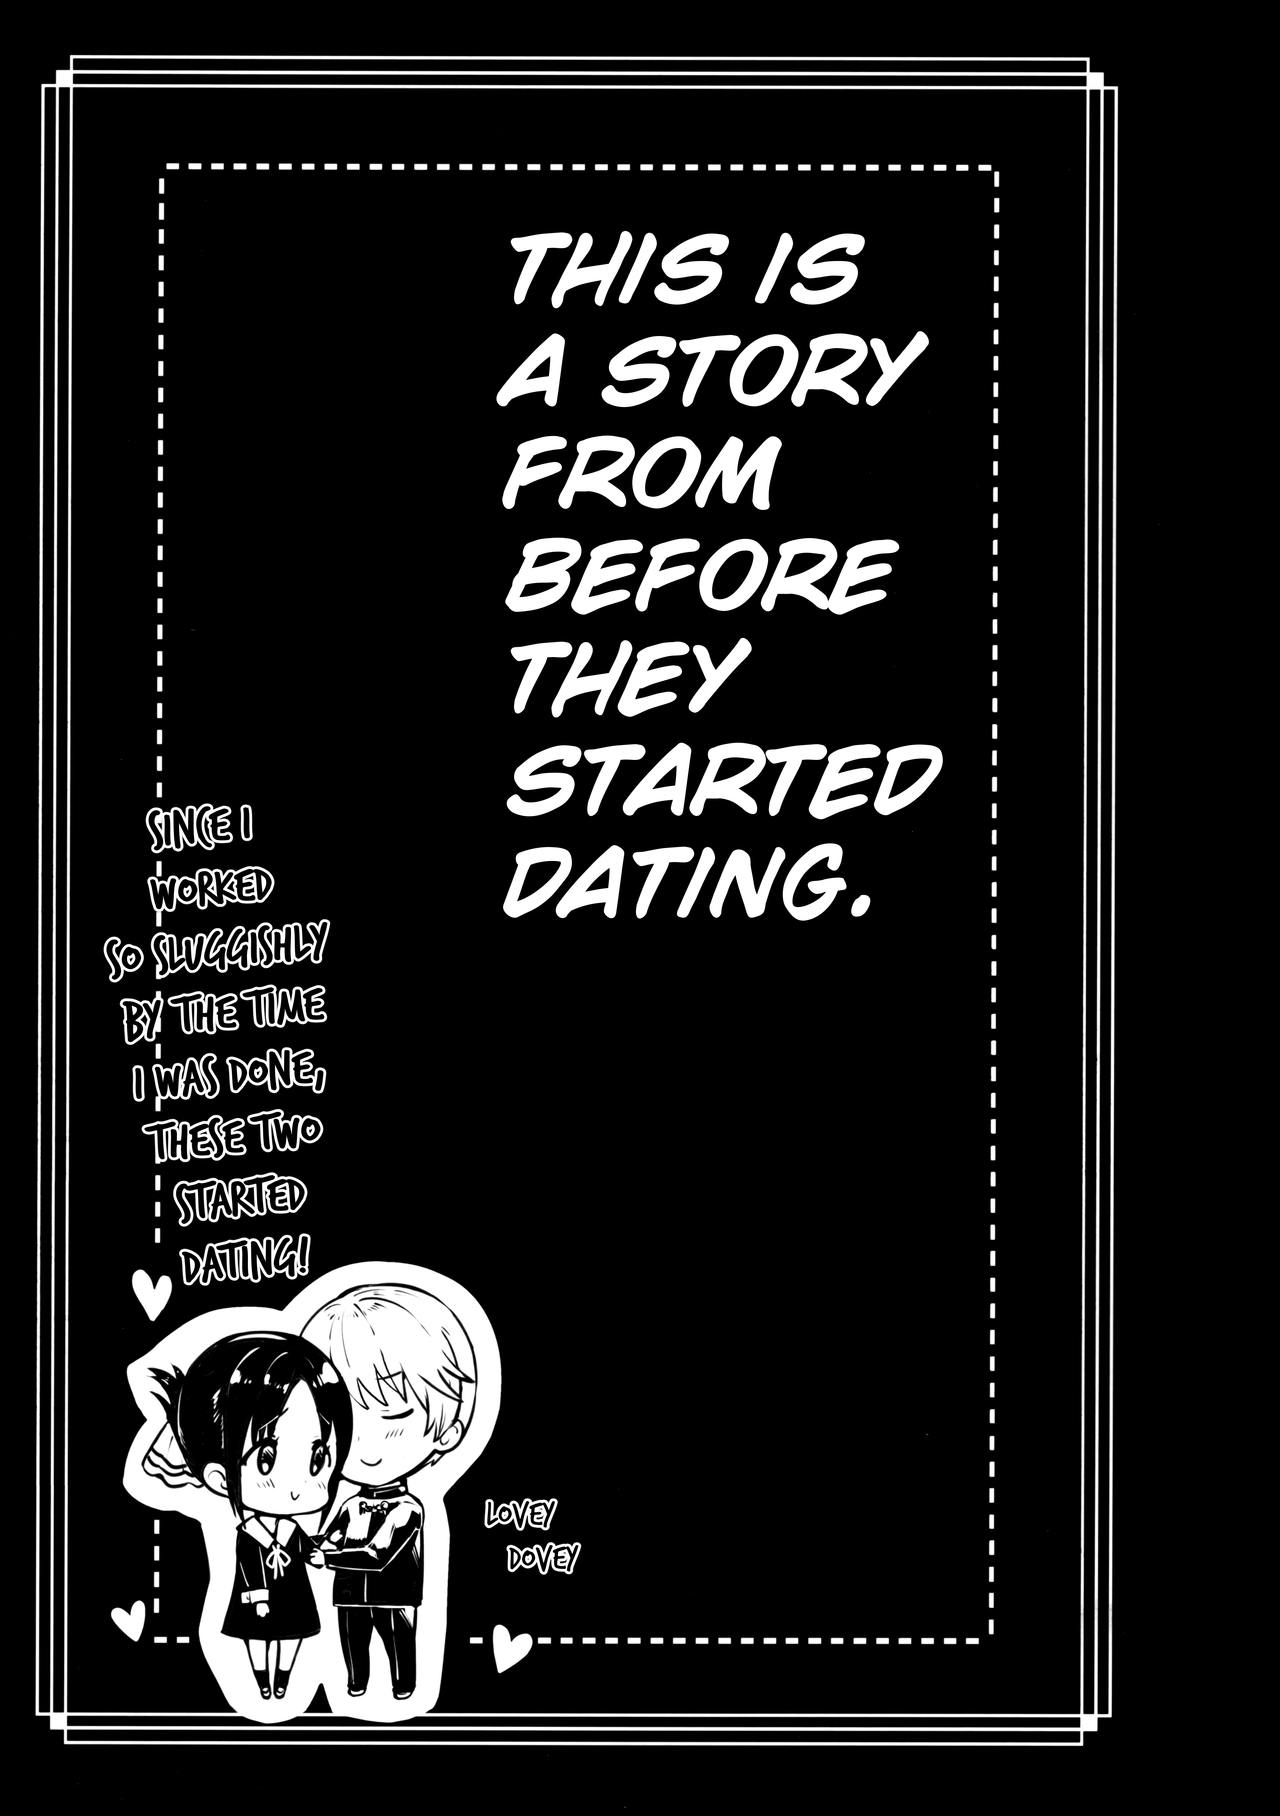 THIS IS
A STORY
FROM
BEFORE
THEY
STARTED
DATING.
SINCE I
WORKED
SO SLUGGISHLY
BY THE TIME
I WAS DONE,
THESE TWO
STARTED
DATING!
LOVEY
DOVEY